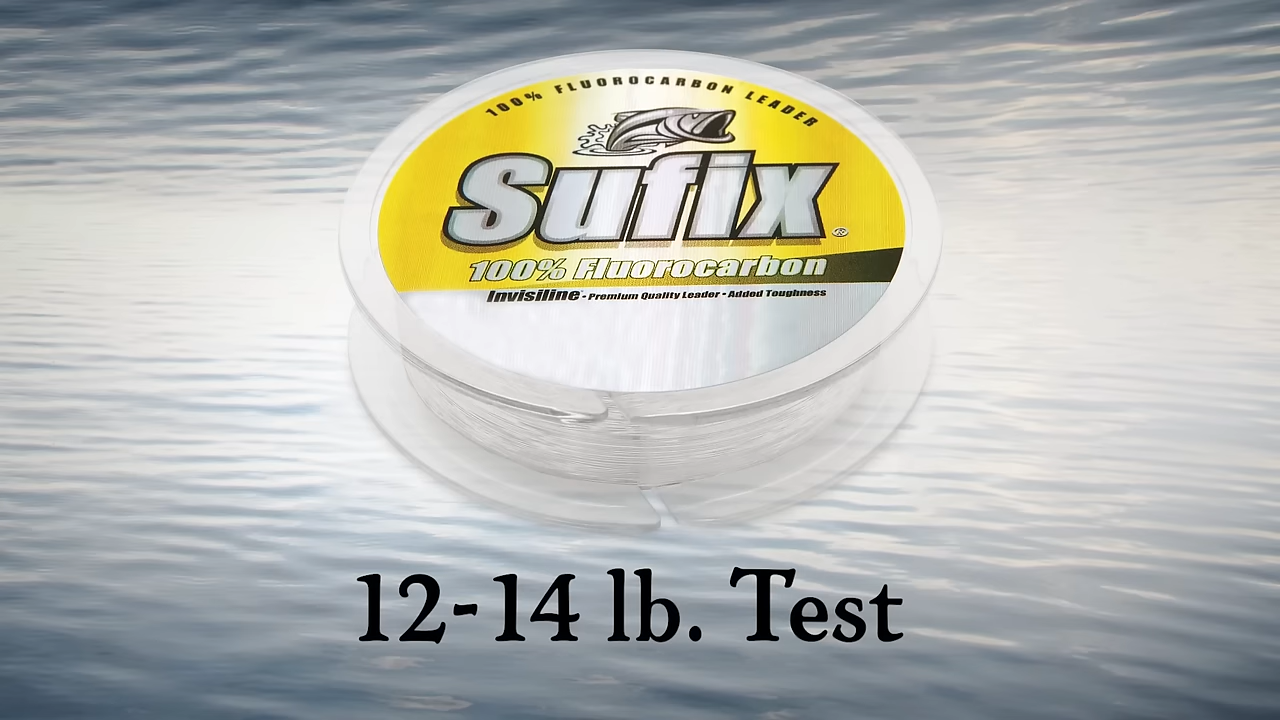 100% FLUOROCARBON LEADER
Sufix®
100% Fluorocarbon
Invisiline - Premium Quality Leader - Added Toughness
12-14 lb. Test